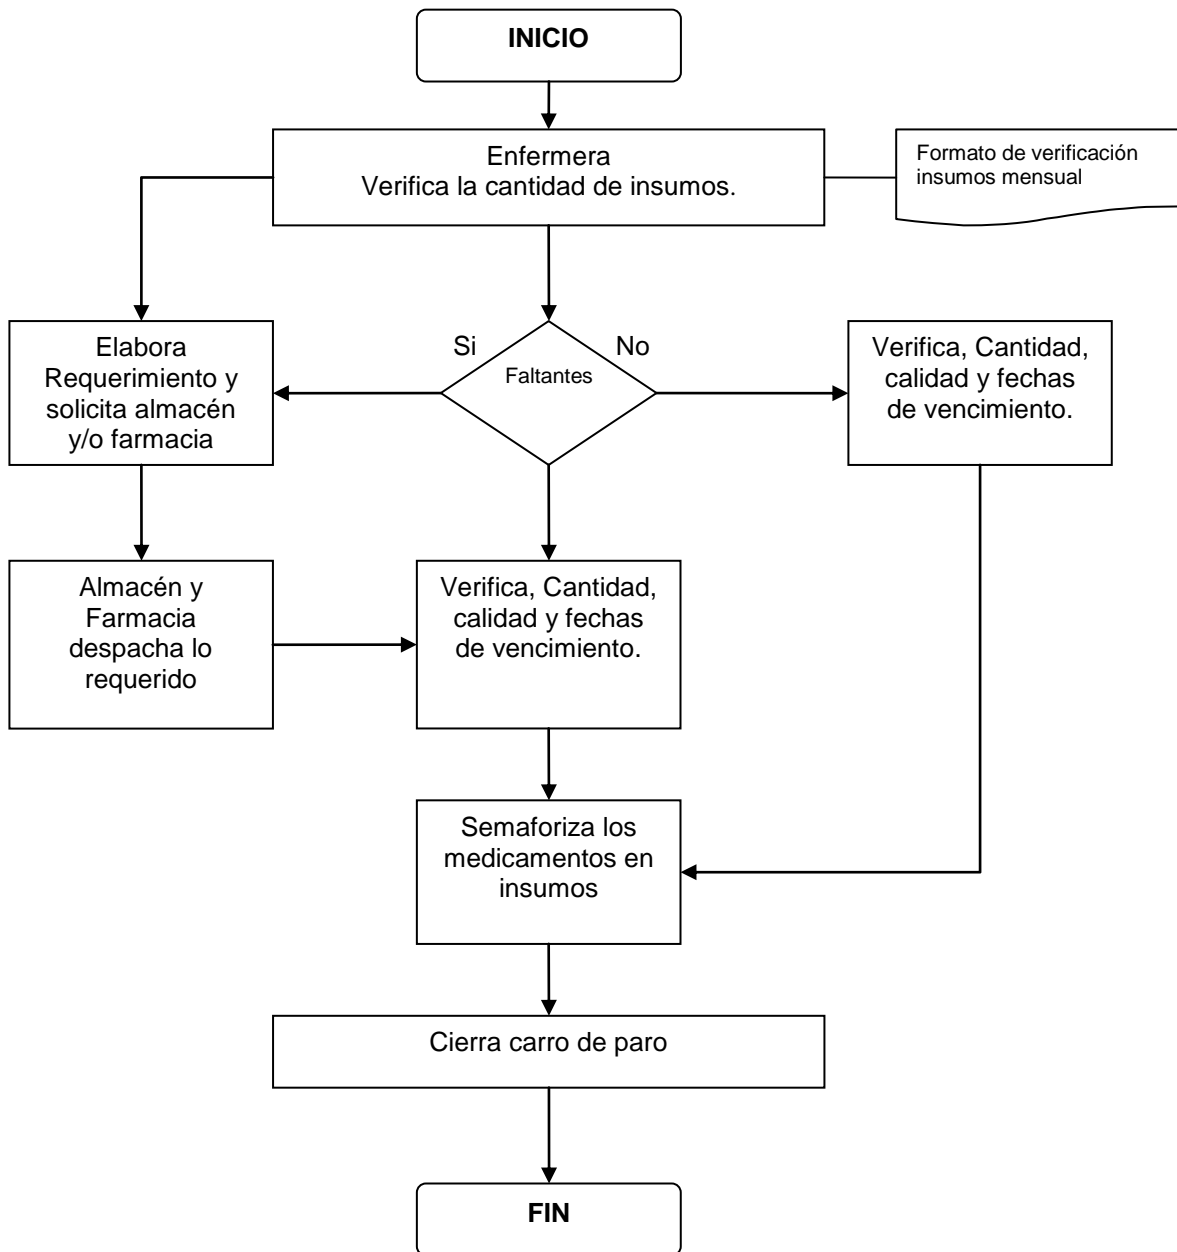 INICIO
Enfermera
Verifica la cantidad de insumos.
Formato de verificación
insumos mensual
Si
No
Faltantes
Elabora
Requerimiento y
solicita almacén
y/o farmacia
Verifica, Cantidad,
calidad y fechas
de vencimiento.
Almacén y
Farmacia
despacha lo
requerido
Verifica, Cantidad,
calidad y fechas
de vencimiento.
Semaforiza los
medicamentos en
insumos
Cierra carro de paro
FIN